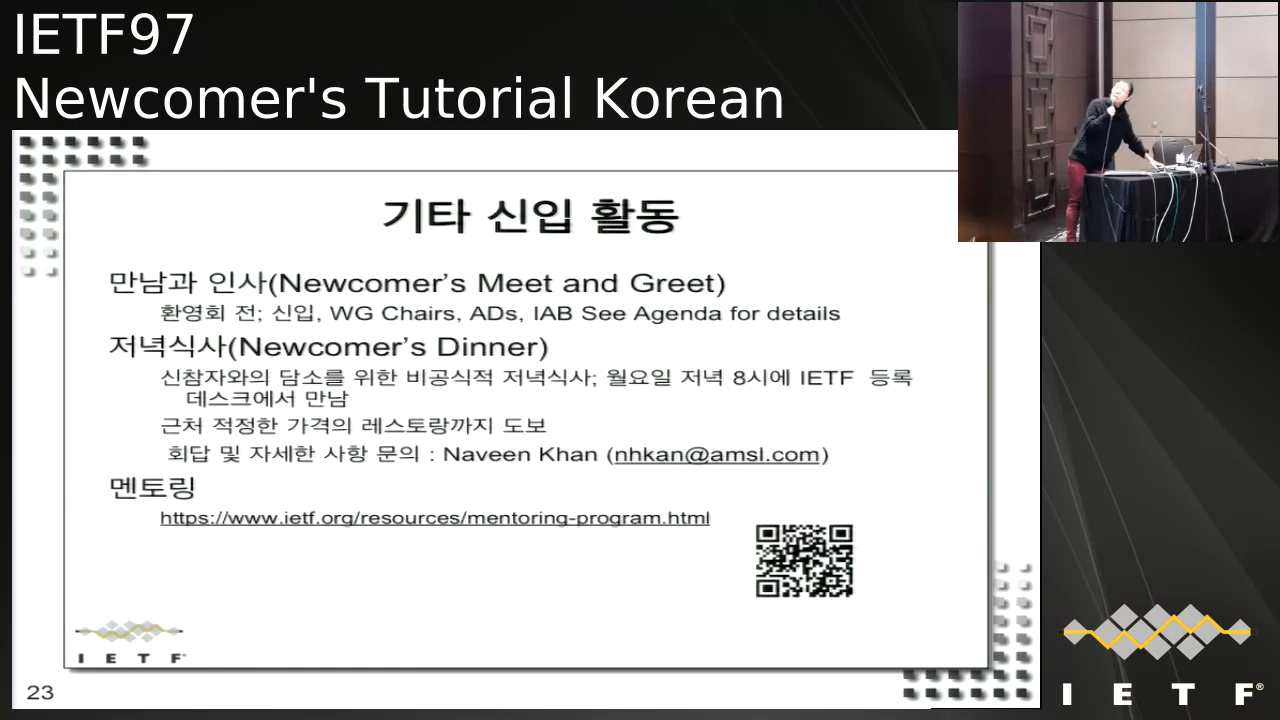 IETF97
Newcomer's Tutorial Korean
기타 신입 활동
만남과 인사(Newcomer's Meet and Greet)
환영회 전; 신입, WG Chairs, ADs, IAB See Agenda for details
저녁식사(Newcomer's Dinner)
신참자와의 담소를 위한 비공식적 저녁식사; 월요일 저녁 8시에 IETF 등록
데스크에서 만남
근처 적정한 가격의 레스토랑까지 도보
회답 및 자세한 사항 문의 : Naveen Khan (nhkan@amsl.com)
멘토링
https://www.ietf.org/resources/mentoring-program.html
I E T F
23
I E T F®